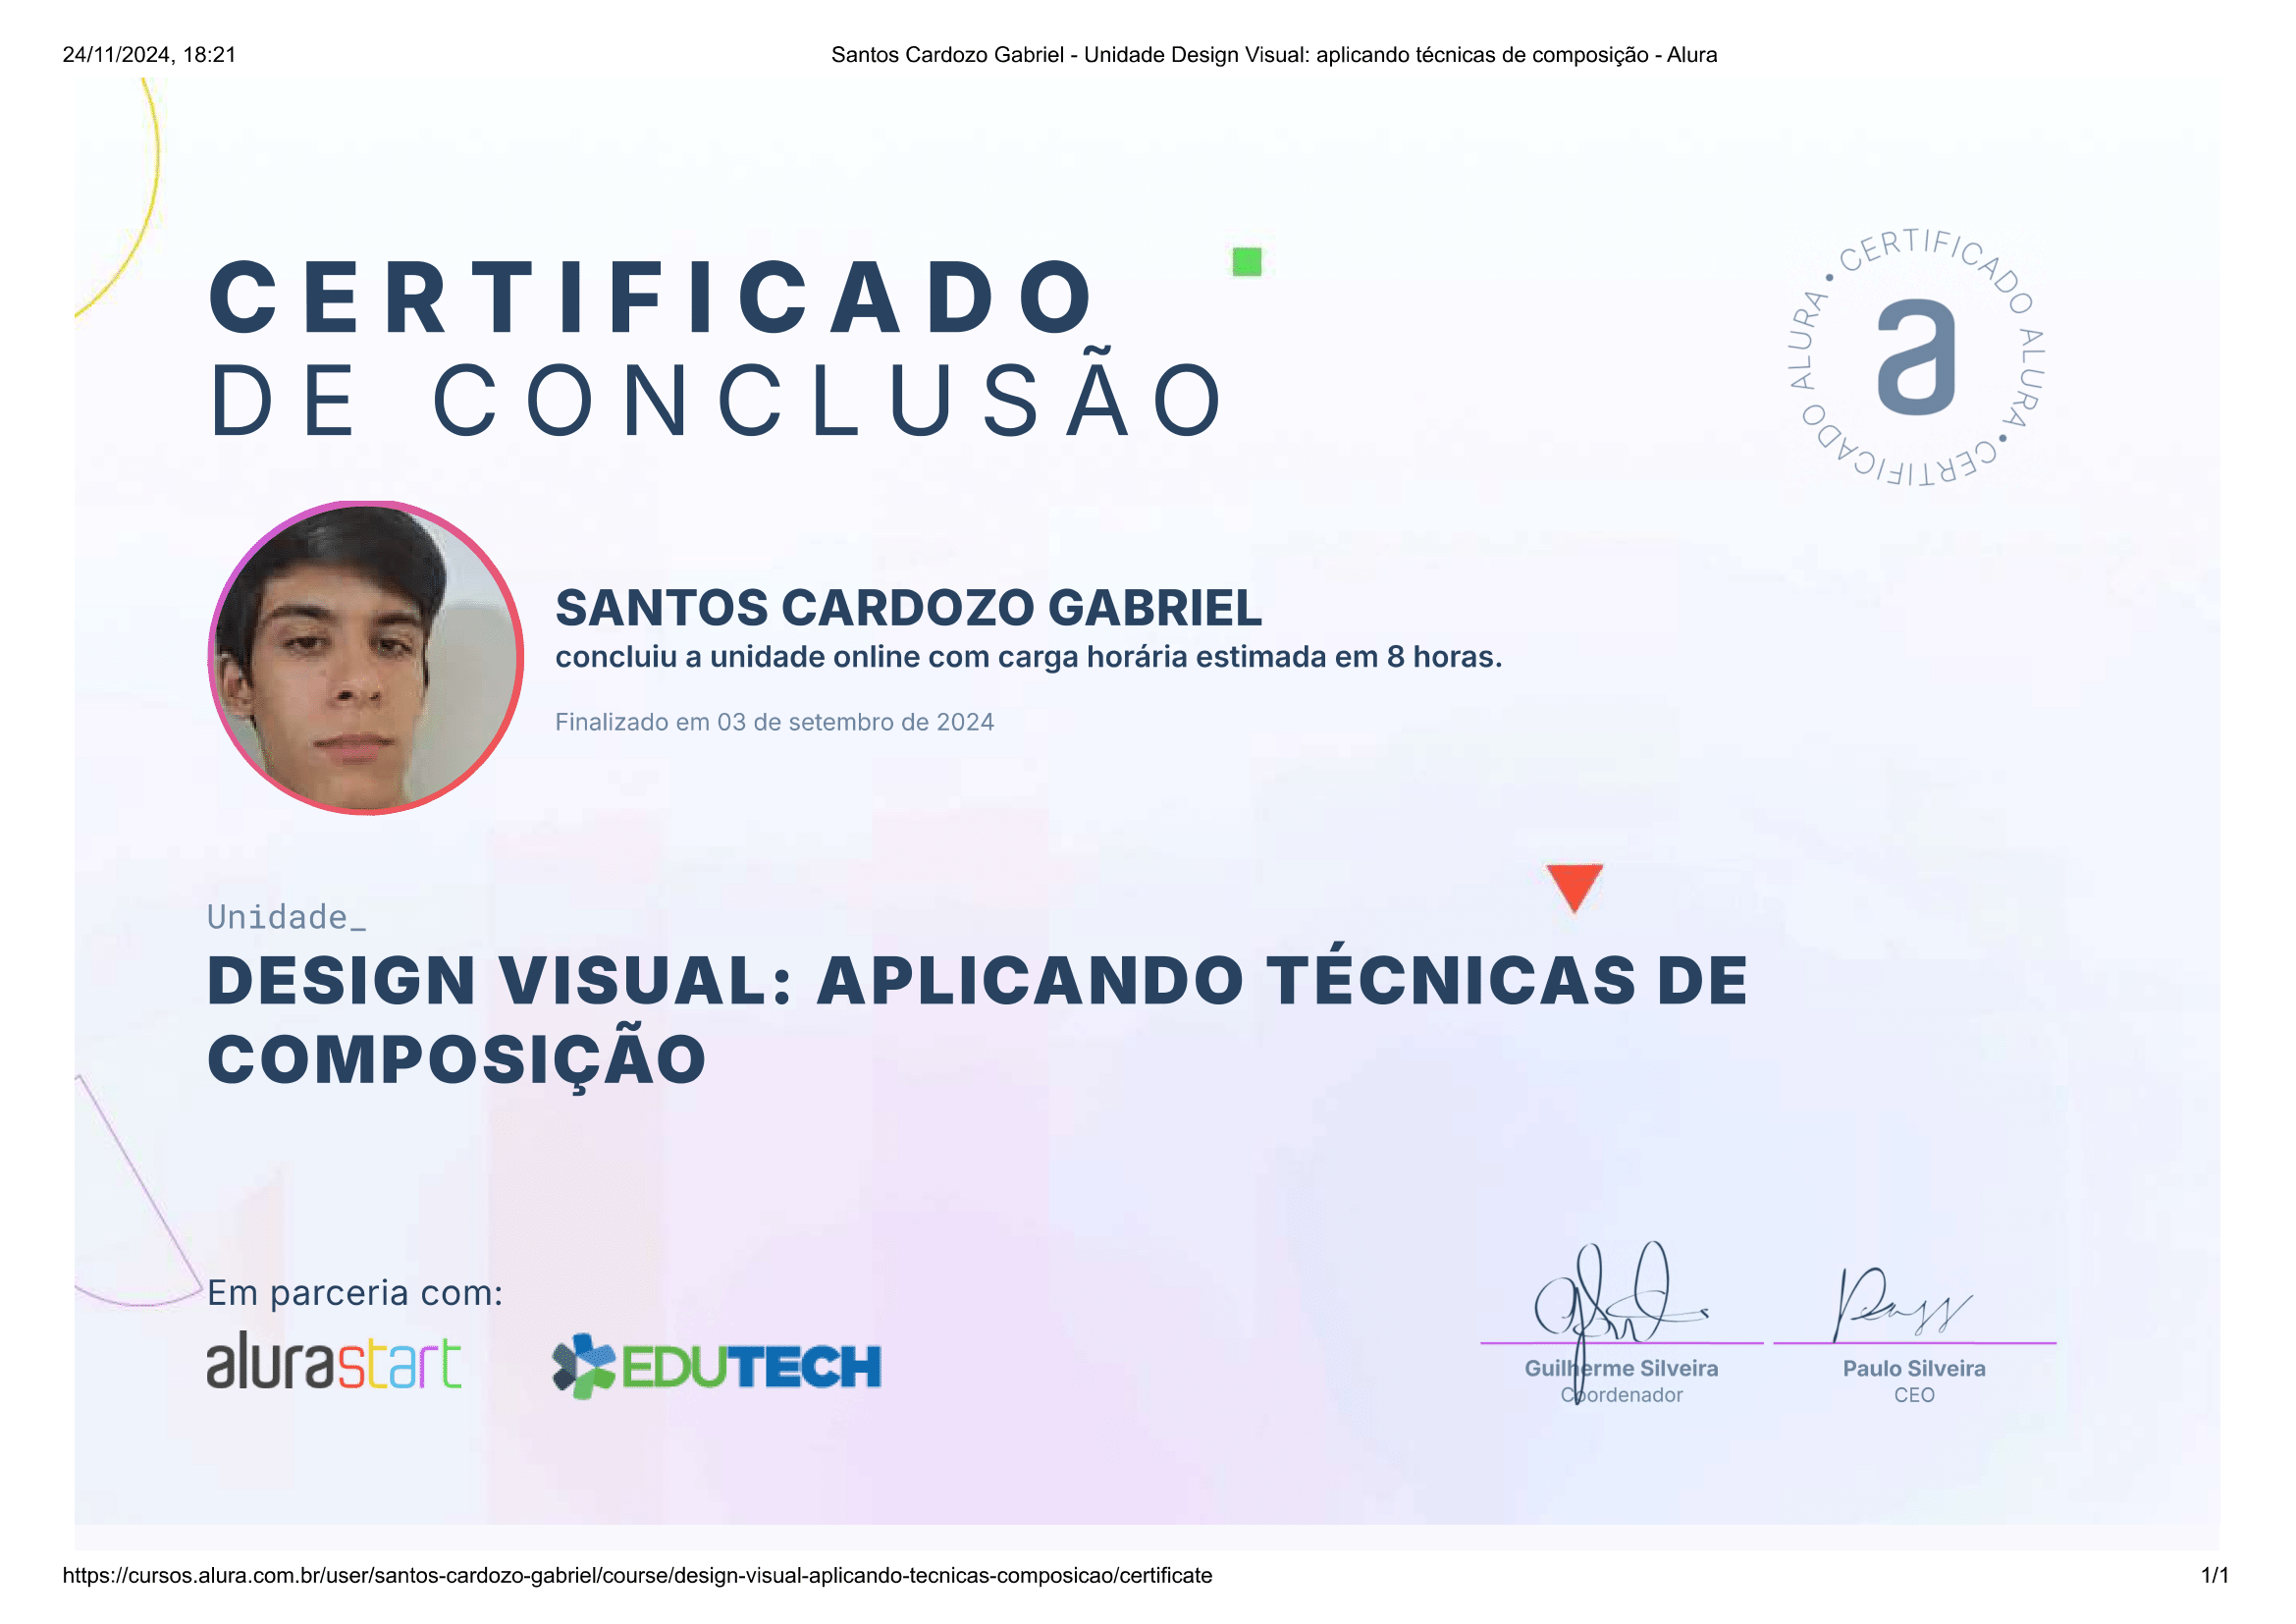 24/11/2024, 18:21
Santos Cardozo Gabriel - Unidade Design Visual: aplicando técnicas de composição - Alura
CERTIFICADO
DE CONCLUSÃO
CERTIFICADO ALURA • CERTIFICADO ALURA •
a
SANTOS CARDOZO GABRIEL
concluiu a unidade online com carga horária estimada em 8 horas.
Finalizado em 03 de setembro de 2024
Unidade_
DESIGN VISUAL: APLICANDO TÉCNICAS DE
COMPOSIÇÃO
Em parceria com:
alurastart
EDUTECH
Guilherme Silveira
Coordenador
Paulo Silveira
CEO
https://cursos.alura.com.br/user/santos-cardozo-gabriel/course/design-visual-aplicando-tecnicas-composicao/certificate
1/1